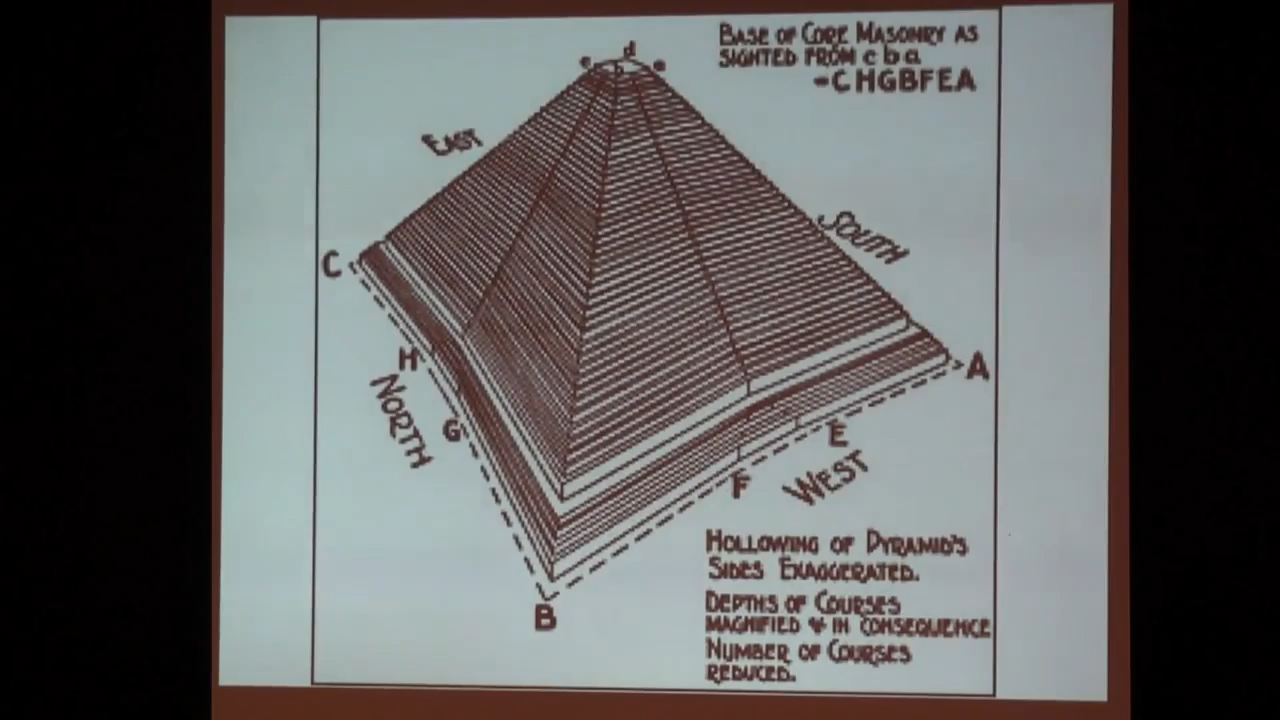 BASE OF CORE MASONRY AS
SIGHTED FROM c b a
-CHGBFEA
d
c
b
EAST
SOUTH
C
H
A
NORTH
G
E
F
WEST
HOLLOWING OF PYRAMID'S
SIDES EXAGGERATED.
DEPTHS OF COURSES
B
MAGNIFIED & IN CONSEQUENCE
NUMBER OF COURSES
REDUCED.